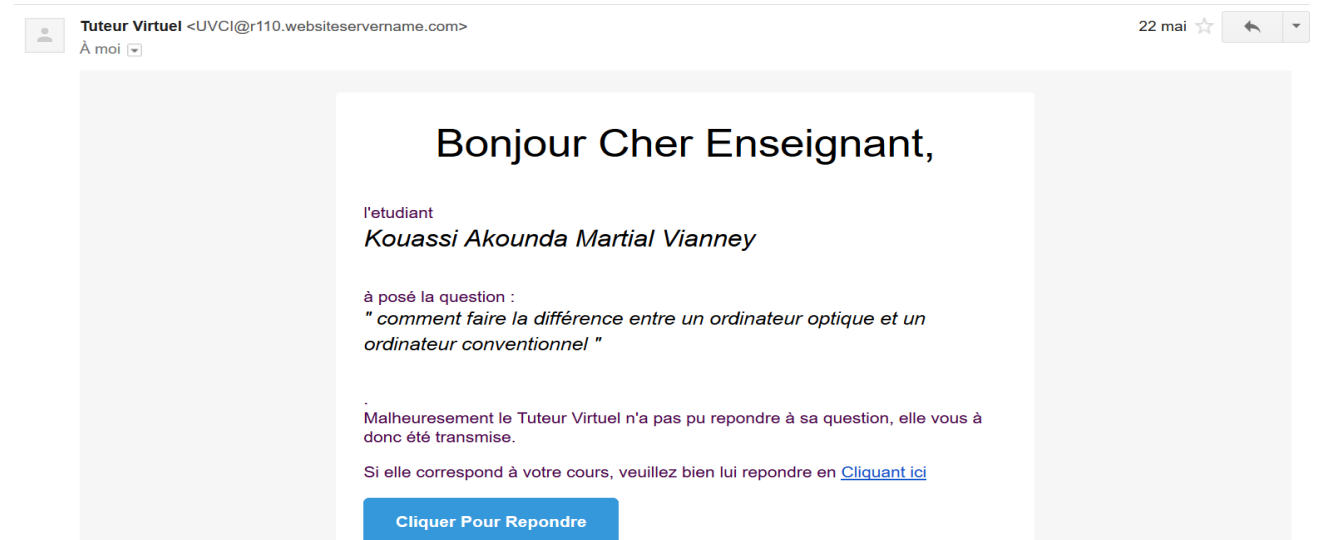 Tuteur Virtuel <UVCI@r110.websiteservername.com>
22 mai
À moi
Bonjour Cher Enseignant,
l'etudiant
Kouassi Akounda Martial Vianney
à posé la question :
" comment faire la différence entre un ordinateur optique et un
ordinateur conventionnel "
.
Malheuresement le Tuteur Virtuel n'a pas pu repondre à sa question, elle vous à
donc été transmise.
Si elle correspond à votre cours, veuillez bien lui repondre en Cliquant ici
Cliquer Pour Repondre